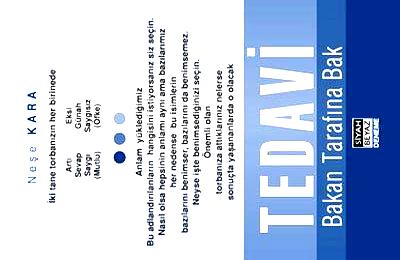 Neşe KARA
İki tane torbanızın her birinede
Artı Eksi
Sevap Günah
Saygı Saygısız
(Mutlu) (Öfke)
Anlam yüklediğimiz
Bu adlandırılanların hangisini istiyorsanız siz seçin.
Nasıl olsa hepsinin anlamı aynı ama bazılarımız
her nedense bu isimlerin
bazılarını benimser, bazılarını da benimsemez.
Neyse işte benimsediğinizi seçin.
Önemli olan
torbanıza attıklarınız nelerse
sonuçta yaşananlarda o olacak
TEDAVİ
Bakan Tarafına Bak
SİYAH
BEYAZ